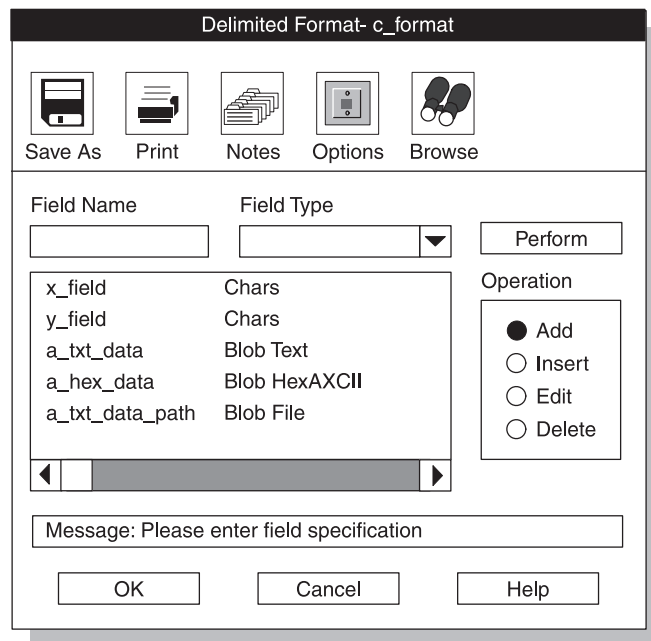 Delimited Format- c_format
Save As Print Notes Options Browse
Field Name Field Type
Perform
x_field Chars
y_field Chars
a_txt_data Blob Text
a_hex_data Blob HexAXCII
a_txt_data_path Blob File
Operation
Add
Insert
Edit
Delete
Message: Please enter field specification
OK Cancel Help